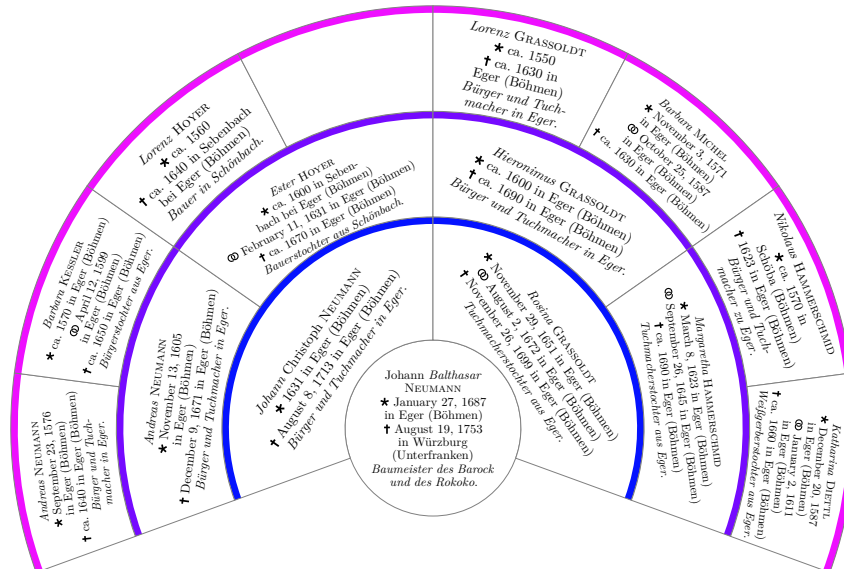 Johann Balthasar
NEUMANN
* January 27, 1687
in Eger (Böhmen)
† August 19, 1753
in Würzburg
(Unterfranken)
Baumeister des Barock
und des Rokoko.
Johann Christoph NEUMANN
* 1631 in Eger (Böhmen)
† August 8, 1713 in Eger (Böhmen)
Bürger und Tuchmacher in Eger.
Rosina GRASSOLDT
* November 29, 1651 in Eger (Böhmen)
⚭ August 2, 1672 in Eger (Böhmen)
† November 26, 1699 in Eger (Böhmen)
Tuchmacherstochter aus Eger.
Andreas NEUMANN
* November 13, 1605
in Eger (Böhmen)
† December 9, 1671 in Eger (Böhmen)
Bürger und Tuchmacher in Eger.
Ester HOYER
* ca. 1600 in Seben-
bach bei Eger (Böhmen)
⚭ February 11, 1631 in Eger (Böhmen)
† ca. 1670 in Eger (Böhmen)
Bauerstochter aus Schönbach.
Hieronimus GRASSOLDT
* ca. 1600 in Eger (Böhmen)
† ca. 1690 in Eger (Böhmen)
Bürger und Tuchmacher in Eger.
Margaretha HAMMERSCHMID
* March 8, 1623 in Eger (Böhmen)
⚭ September 26, 1645 in Eger (Böhmen)
† ca. 1690 in Eger (Böhmen)
Tuchmacherstochter aus Eger.
Andreas NEUMANN
* September 23, 1576
in Eger (Böhmen)
† ca. 1640 in Eger (Böhmen)
Bürger und Tuch-
macher in Eger.
Barbara KESSLER
* ca. 1570 in Eger (Böhmen)
⚭ April 12, 1599
in Eger (Böhmen)
† ca. 1650 in Eger (Böhmen)
Bürgerstochter aus Eger.
Lorenz HOYER
* ca. 1560
† ca. 1640 in Sebenbach
bei Eger (Böhmen)
Bauer in Schönbach.
Lorenz GRASSOLDT
* ca. 1550
† ca. 1630 in
Eger (Böhmen)
Bürger und Tuch-
macher in Eger.
Barbara MICHEL
* November 3, 1571
in Eger (Böhmen)
⚭ October 25, 1587
in Eger (Böhmen)
† ca. 1630 in Eger (Böhmen)
Nikolaus HAMMERSCHMID
* ca. 1570 in
Schöba (Böhmen)
† 1625 in Eger (Böhmen)
Bürger und Tuch-
macher zu Eger.
Katharina DIETTL
* December 20, 1587
in Eger (Böhmen)
⚭ January 2, 1611
in Eger (Böhmen)
† ca. 1660 in Eger (Böhmen)
Weißgerberstochter aus Eger.